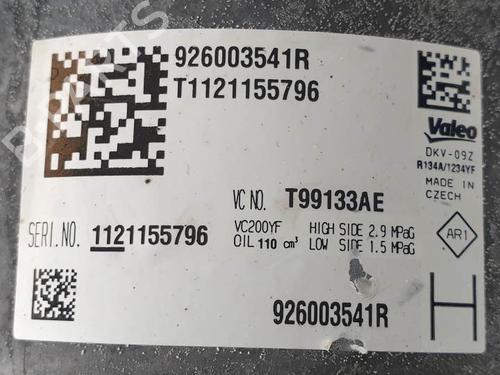 926003541R
T1121155796
Valeo
DKV-09Z
R134A/1234YF
MADE IN
CZECH
VC NO. T99133AE
SERI.NO. 1121155796
VC200YF HIGH SIDE 2.9 MPaG
OIL 110 cm³ LOW SIDE 1.5 MPaG
AR1
926003541R
H
B-PARTS